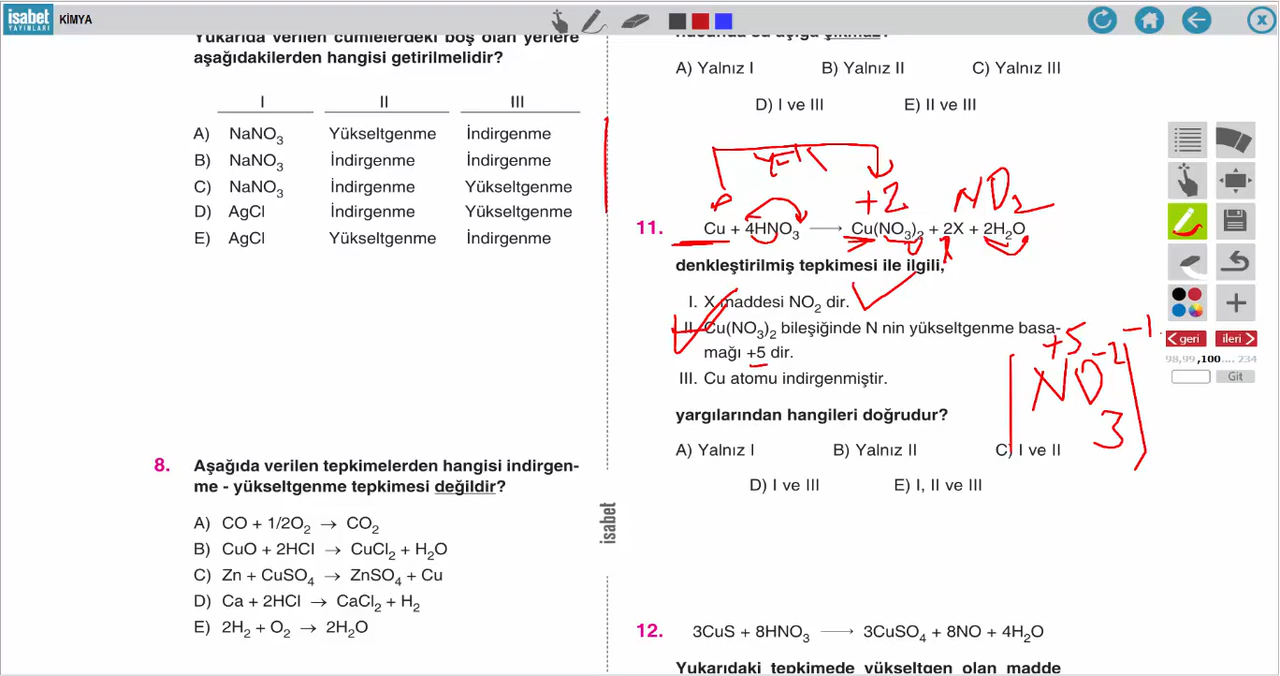 isabet
YAYINLARI
KİMYA
Yukarıda verilen cümlelerdeki boş olan yerlere
aşağıdakilerden hangisi getirilmelidir?
I II III
A) NaNO3 Yükseltgenme İndirgenme
B) NaNO3 İndirgenme İndirgenme
C) NaNO3 İndirgenme Yükseltgenme
D) AgCl İndirgenme Yükseltgenme
E) AgCl Yükseltgenme İndirgenme
8. Aşağıda verilen tepkimelerden hangisi indirgen-
me - yükseltgenme tepkimesi değildir?
A) CO + 1/2O2 → CO2
B) CuO + 2HCl → CuCl2 + H2O
C) Zn + CuSO4 → ZnSO4 + Cu
D) Ca + 2HCl → CaCl2 + H2
E) 2H2 + O2 → 2H2O
isabet
A) Yalnız I B) Yalnız II C) Yalnız III
D) I ve III E) II ve III
+2 NO2
11. Cu + 4HNO3 → Cu(NO3)2 + 2X + 2H2O
denkleştirilmiş tepkimesi ile ilgili,
I. X maddesi NO2 dir.
II. Cu(NO3)2 bileşiğinde N nin yükseltgenme basa-
mağı +5 dir.
III. Cu atomu indirgenmiştir.
+5 -2 -1
NO3
yargılarından hangileri doğrudur?
A) Yalnız I B) Yalnız II C) I ve II
D) I ve III E) I, II ve III
12. 3CuS + 8HNO3 → 3CuSO4 + 8NO + 4H2O
Yukarıdaki tepkimede yükseltgen olan madde
geri ileri
98,99,100.... 234
Git